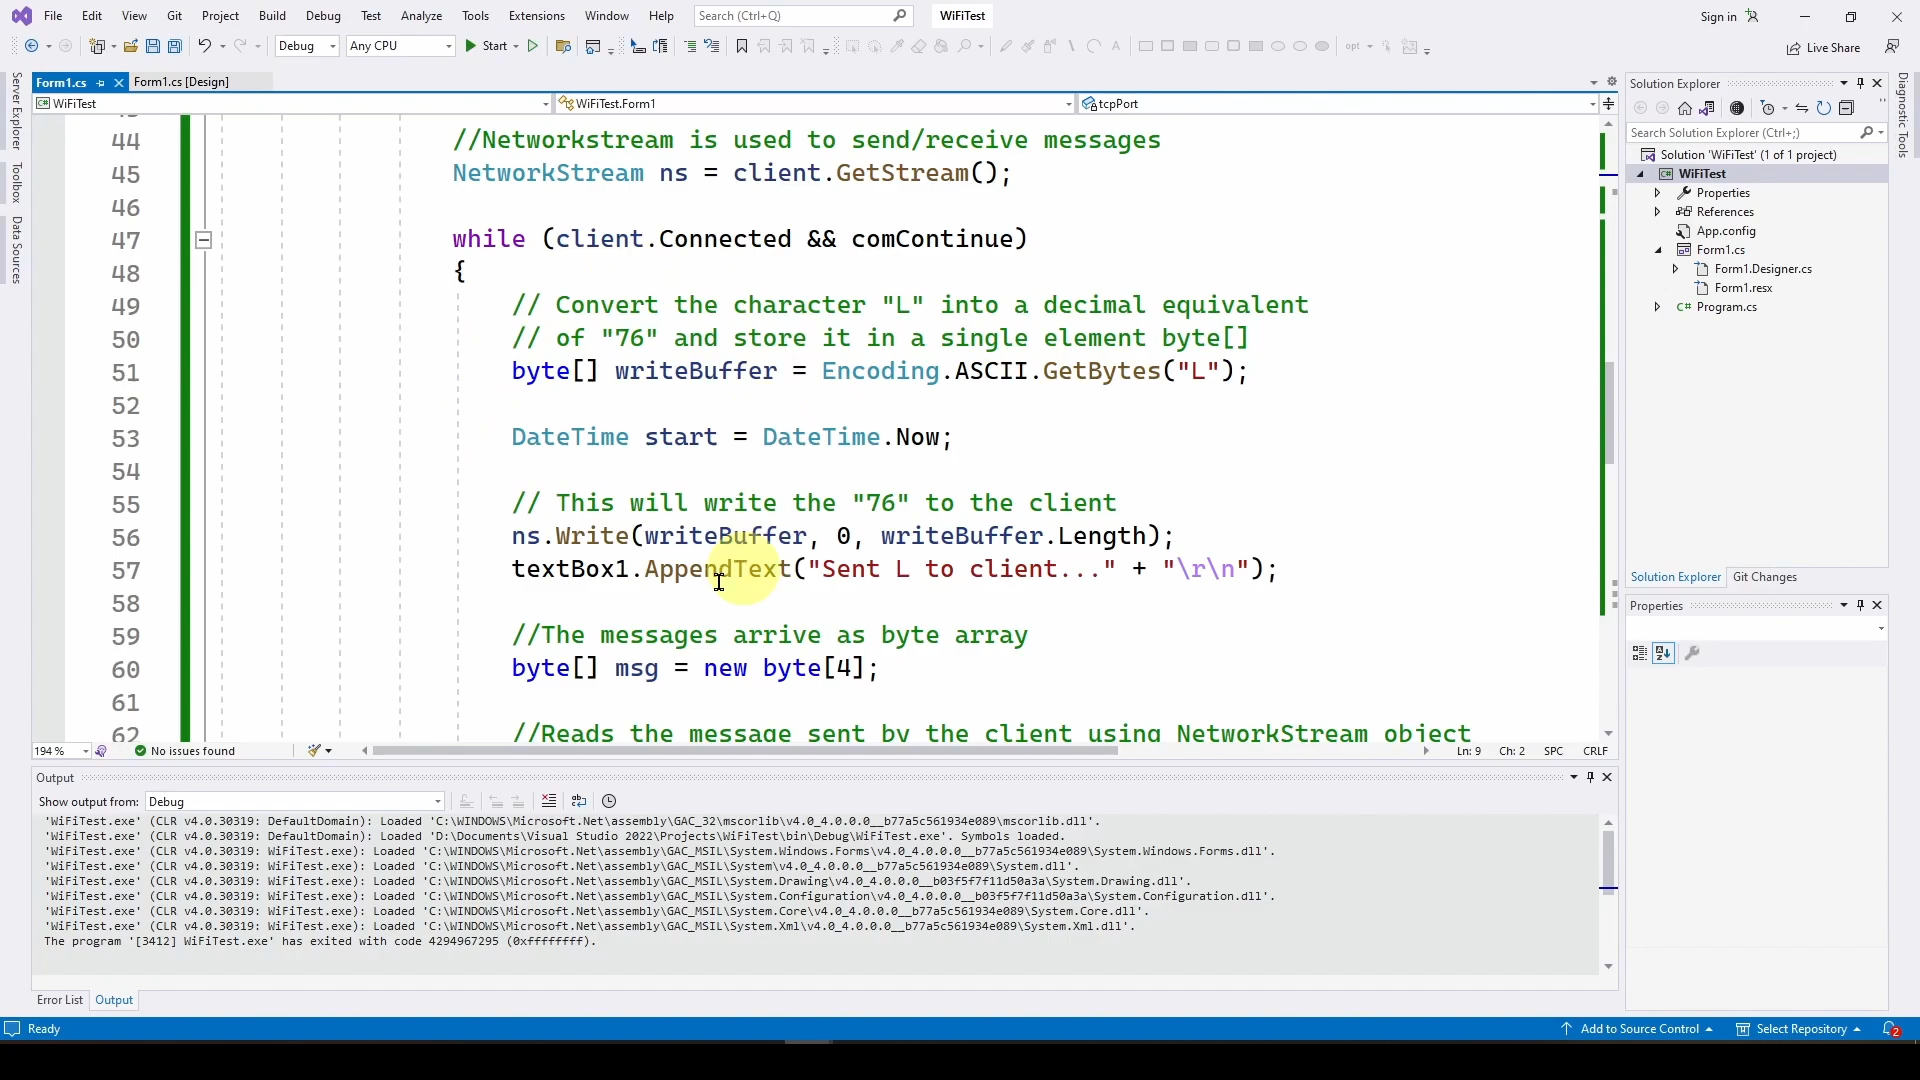 File Edit View Git Project Build Debug Test Analyze Tools Extensions Window Help Search (Ctrl+Q) WiFiTest Sign in
Debug Any CPU Start opt Live Share
Form1.cs Form1.cs [Design]
WiFiTest WiFiTest.Form1 tcpPort
Server Explorer
Toolbox
Data Sources
44 //Networkstream is used to send/receive messages
45 NetworkStream ns = client.GetStream();
46
47 while (client.Connected && comContinue)
48 {
49 // Convert the character "L" into a decimal equivalent
50 // of "76" and store it in a single element byte[]
51 byte[] writeBuffer = Encoding.ASCII.GetBytes("L");
52
53 DateTime start = DateTime.Now;
54
55 // This will write the "76" to the client
56 ns.Write(writeBuffer, 0, writeBuffer.Length);
57 textBox1.AppendText("Sent L to client..." + "\r\n");
58
59 //The messages arrive as byte array
60 byte[] msg = new byte[4];
61
62 //Reads the message sent by the client using NetworkStream object
194 % No issues found Ln: 9 Ch: 2 SPC CRLF
Output
Show output from: Debug
'WiFiTest.exe' (CLR v4.0.30319: DefaultDomain): Loaded 'C:\WINDOWS\Microsoft.Net\assembly\GAC_32\mscorlib\v4.0_4.0.0.0__b77a5c561934e089\mscorlib.dll'.
'WiFiTest.exe' (CLR v4.0.30319: DefaultDomain): Loaded 'D:\Documents\Visual Studio 2022\Projects\WiFiTest\bin\Debug\WiFiTest.exe'. Symbols loaded.
'WiFiTest.exe' (CLR v4.0.30319: WiFiTest.exe): Loaded 'C:\WINDOWS\Microsoft.Net\assembly\GAC_MSIL\System.Windows.Forms\v4.0_4.0.0.0__b77a5c561934e089\System.Windows.Forms.dll'.
'WiFiTest.exe' (CLR v4.0.30319: WiFiTest.exe): Loaded 'C:\WINDOWS\Microsoft.Net\assembly\GAC_MSIL\System\v4.0_4.0.0.0__b77a5c561934e089\System.dll'.
'WiFiTest.exe' (CLR v4.0.30319: WiFiTest.exe): Loaded 'C:\WINDOWS\Microsoft.Net\assembly\GAC_MSIL\System.Drawing\v4.0_4.0.0.0__b03f5f7f11d50a3a\System.Drawing.dll'.
'WiFiTest.exe' (CLR v4.0.30319: WiFiTest.exe): Loaded 'C:\WINDOWS\Microsoft.Net\assembly\GAC_MSIL\System.Configuration\v4.0_4.0.0.0__b03f5f7f11d50a3a\System.Configuration.dll'.
'WiFiTest.exe' (CLR v4.0.30319: WiFiTest.exe): Loaded 'C:\WINDOWS\Microsoft.Net\assembly\GAC_MSIL\System.Core\v4.0_4.0.0.0__b77a5c561934e089\System.Core.dll'.
'WiFiTest.exe' (CLR v4.0.30319: WiFiTest.exe): Loaded 'C:\WINDOWS\Microsoft.Net\assembly\GAC_MSIL\System.Xml\v4.0_4.0.0.0__b77a5c561934e089\System.Xml.dll'.
The program '[3412] WiFiTest.exe' has exited with code 4294967295 (0xffffffff).
Error List Output
Solution Explorer
Search Solution Explorer (Ctrl+;)
Solution 'WiFiTest' (1 of 1 project)
C# WiFiTest
Properties
References
App.config
Form1.cs
Form1.Designer.cs
Form1.resx
C# Program.cs
Solution Explorer Git Changes
Properties
Diagnostic Tools
Ready Add to Source Control Select Repository 2